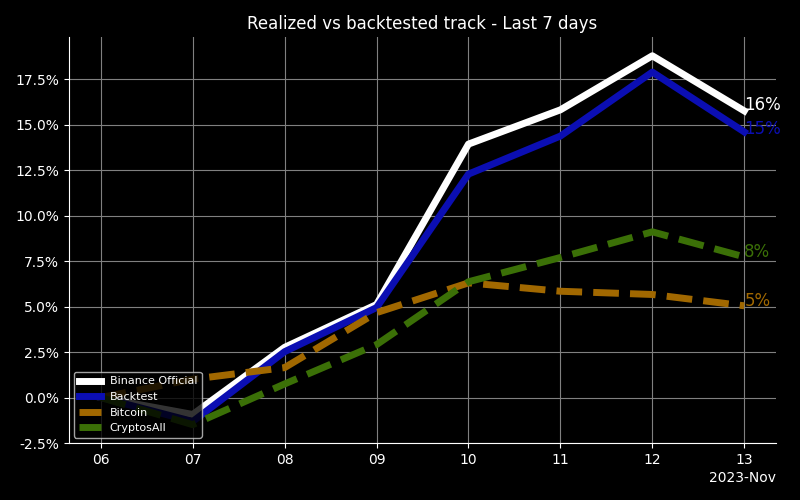 Realized vs backtested track - Last 7 days
17.5%
15.0%
12.5%
10.0%
7.5%
5.0%
2.5%
0.0%
-2.5%
16%
15%
8%
5%
Binance Official
Backtest
Bitcoin
CryptosAll
06 07 08 09 10 11 12 13
2023-Nov